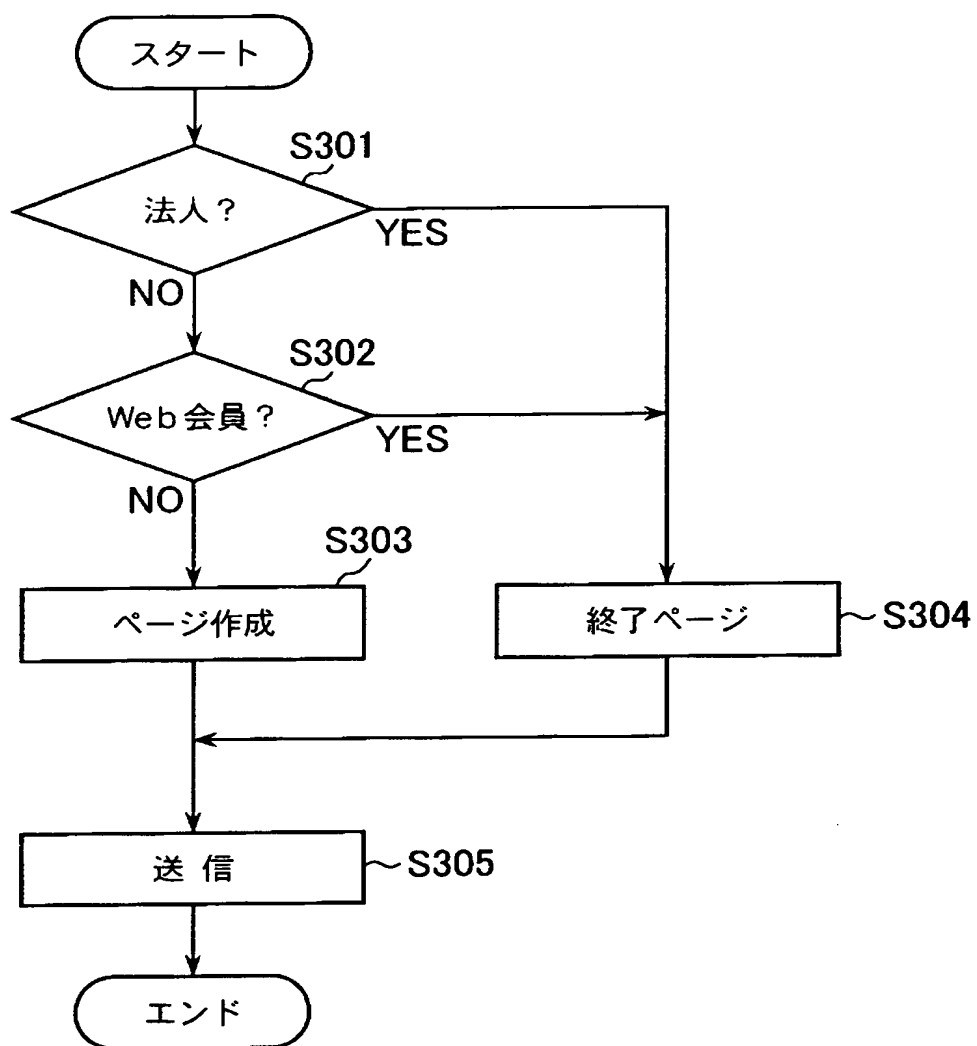 スタート
S301
法人？
YES
NO
S302
Web会員？
YES
NO
S303
ページ作成
終了ページ
S304
送信
S305
エンド